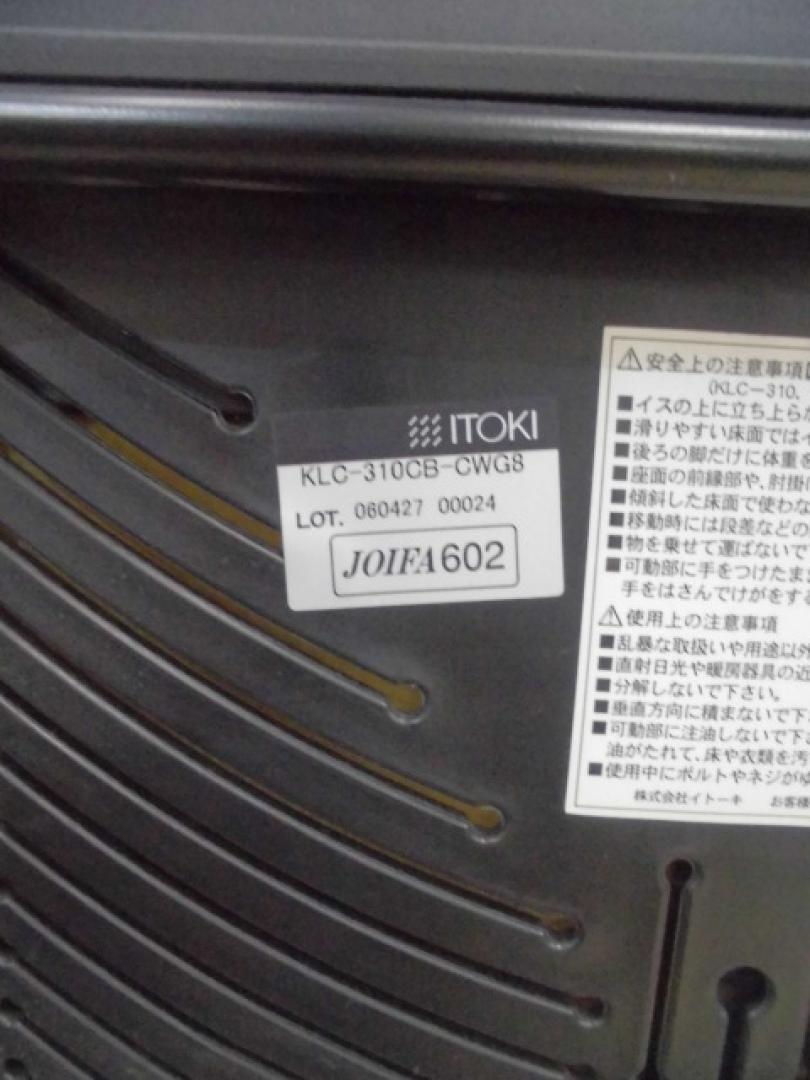 ITOKI
KLC-310CB-CWG8
LOT. 060427 00024
JOIFA602
⚠安全上の注意事項
(KLC-310,
■イスの上に立ち上
■滑りやすい床面では
■後ろの脚だけに体重を
■座面の前縁部や、肘掛
■傾斜した床面で使わな
■移動時には段差などの
■物を乗せて運ばないで
■可動部に手をつけたま
手をはさんでけがをす
⚠使用上の注意事項
■乱暴な取扱いや用途以外
■直射日光や暖房器具の近
■分解しないで下さい。
■垂直方向に積まないで下
■可動部に注油しないで下
油がたれて、床や衣類を汚
■使用中にボルトやネジが
株式会社イトーキ お客様